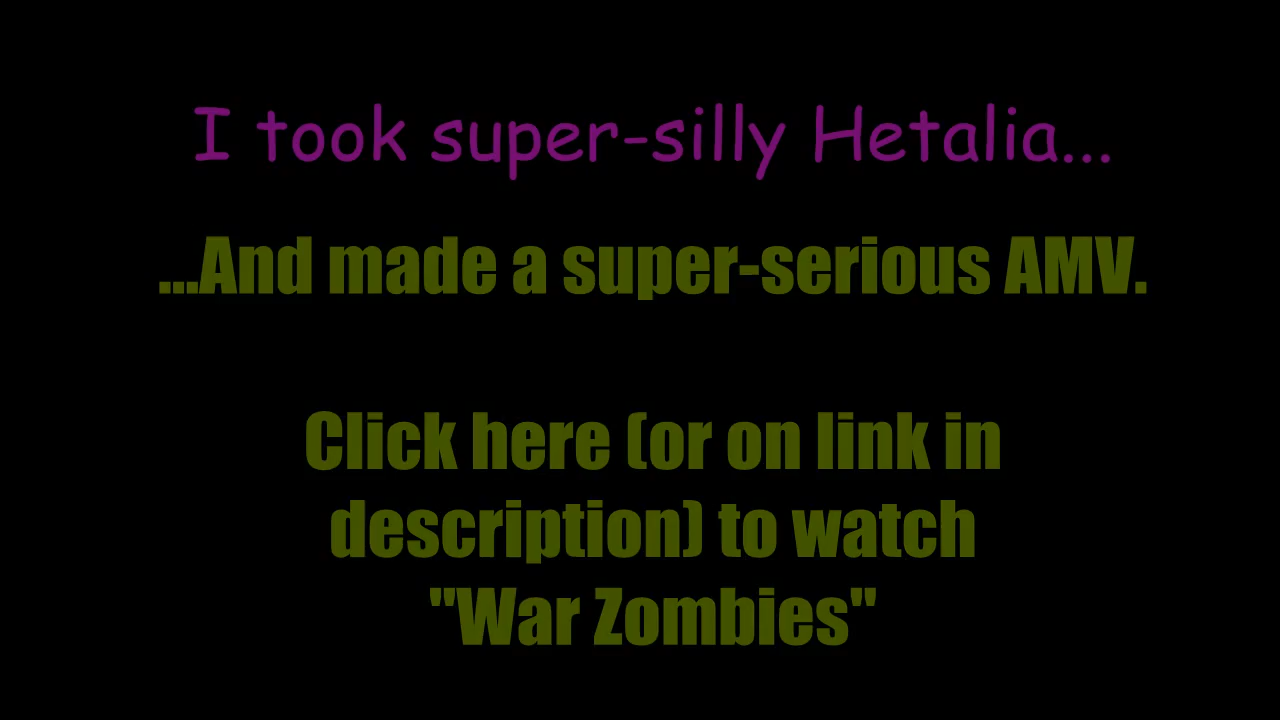 I took super-silly Hetalia...
...And made a super-serious AMV.
Click here (or on link in
description) to watch
"War Zombies"